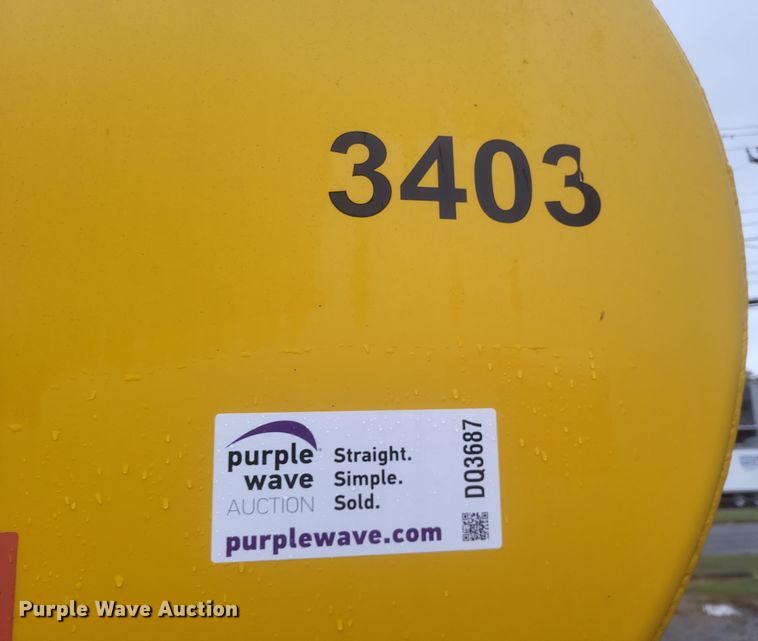 3403
purple
wave
AUCTION
Straight.
Simple.
Sold.
DQ3687
purplewave.com
Purple Wave Auction